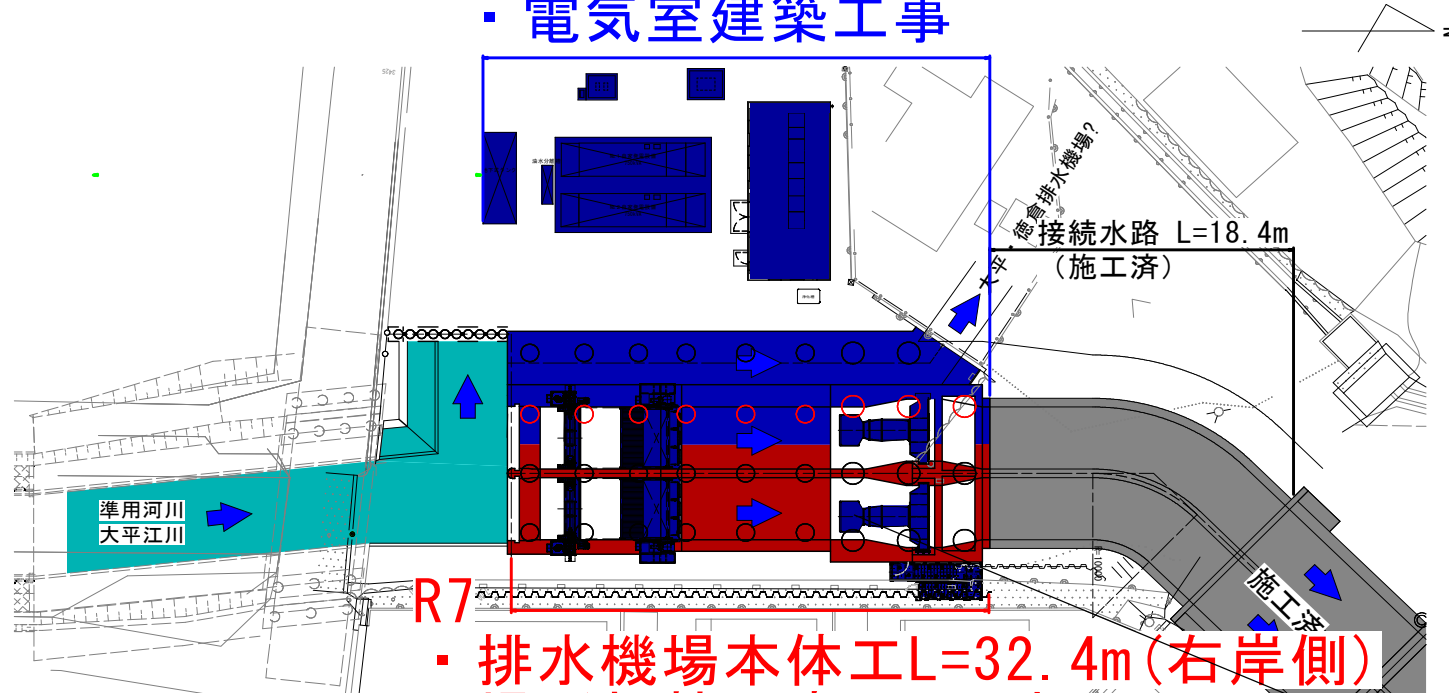 ・電気室建築工事
大平・徳倉排水機場?
接続水路 L=18.4m
（施工済）
準用河川
大平江川
施工済
R7
・排水機場本体工L=32.4m(右岸側)